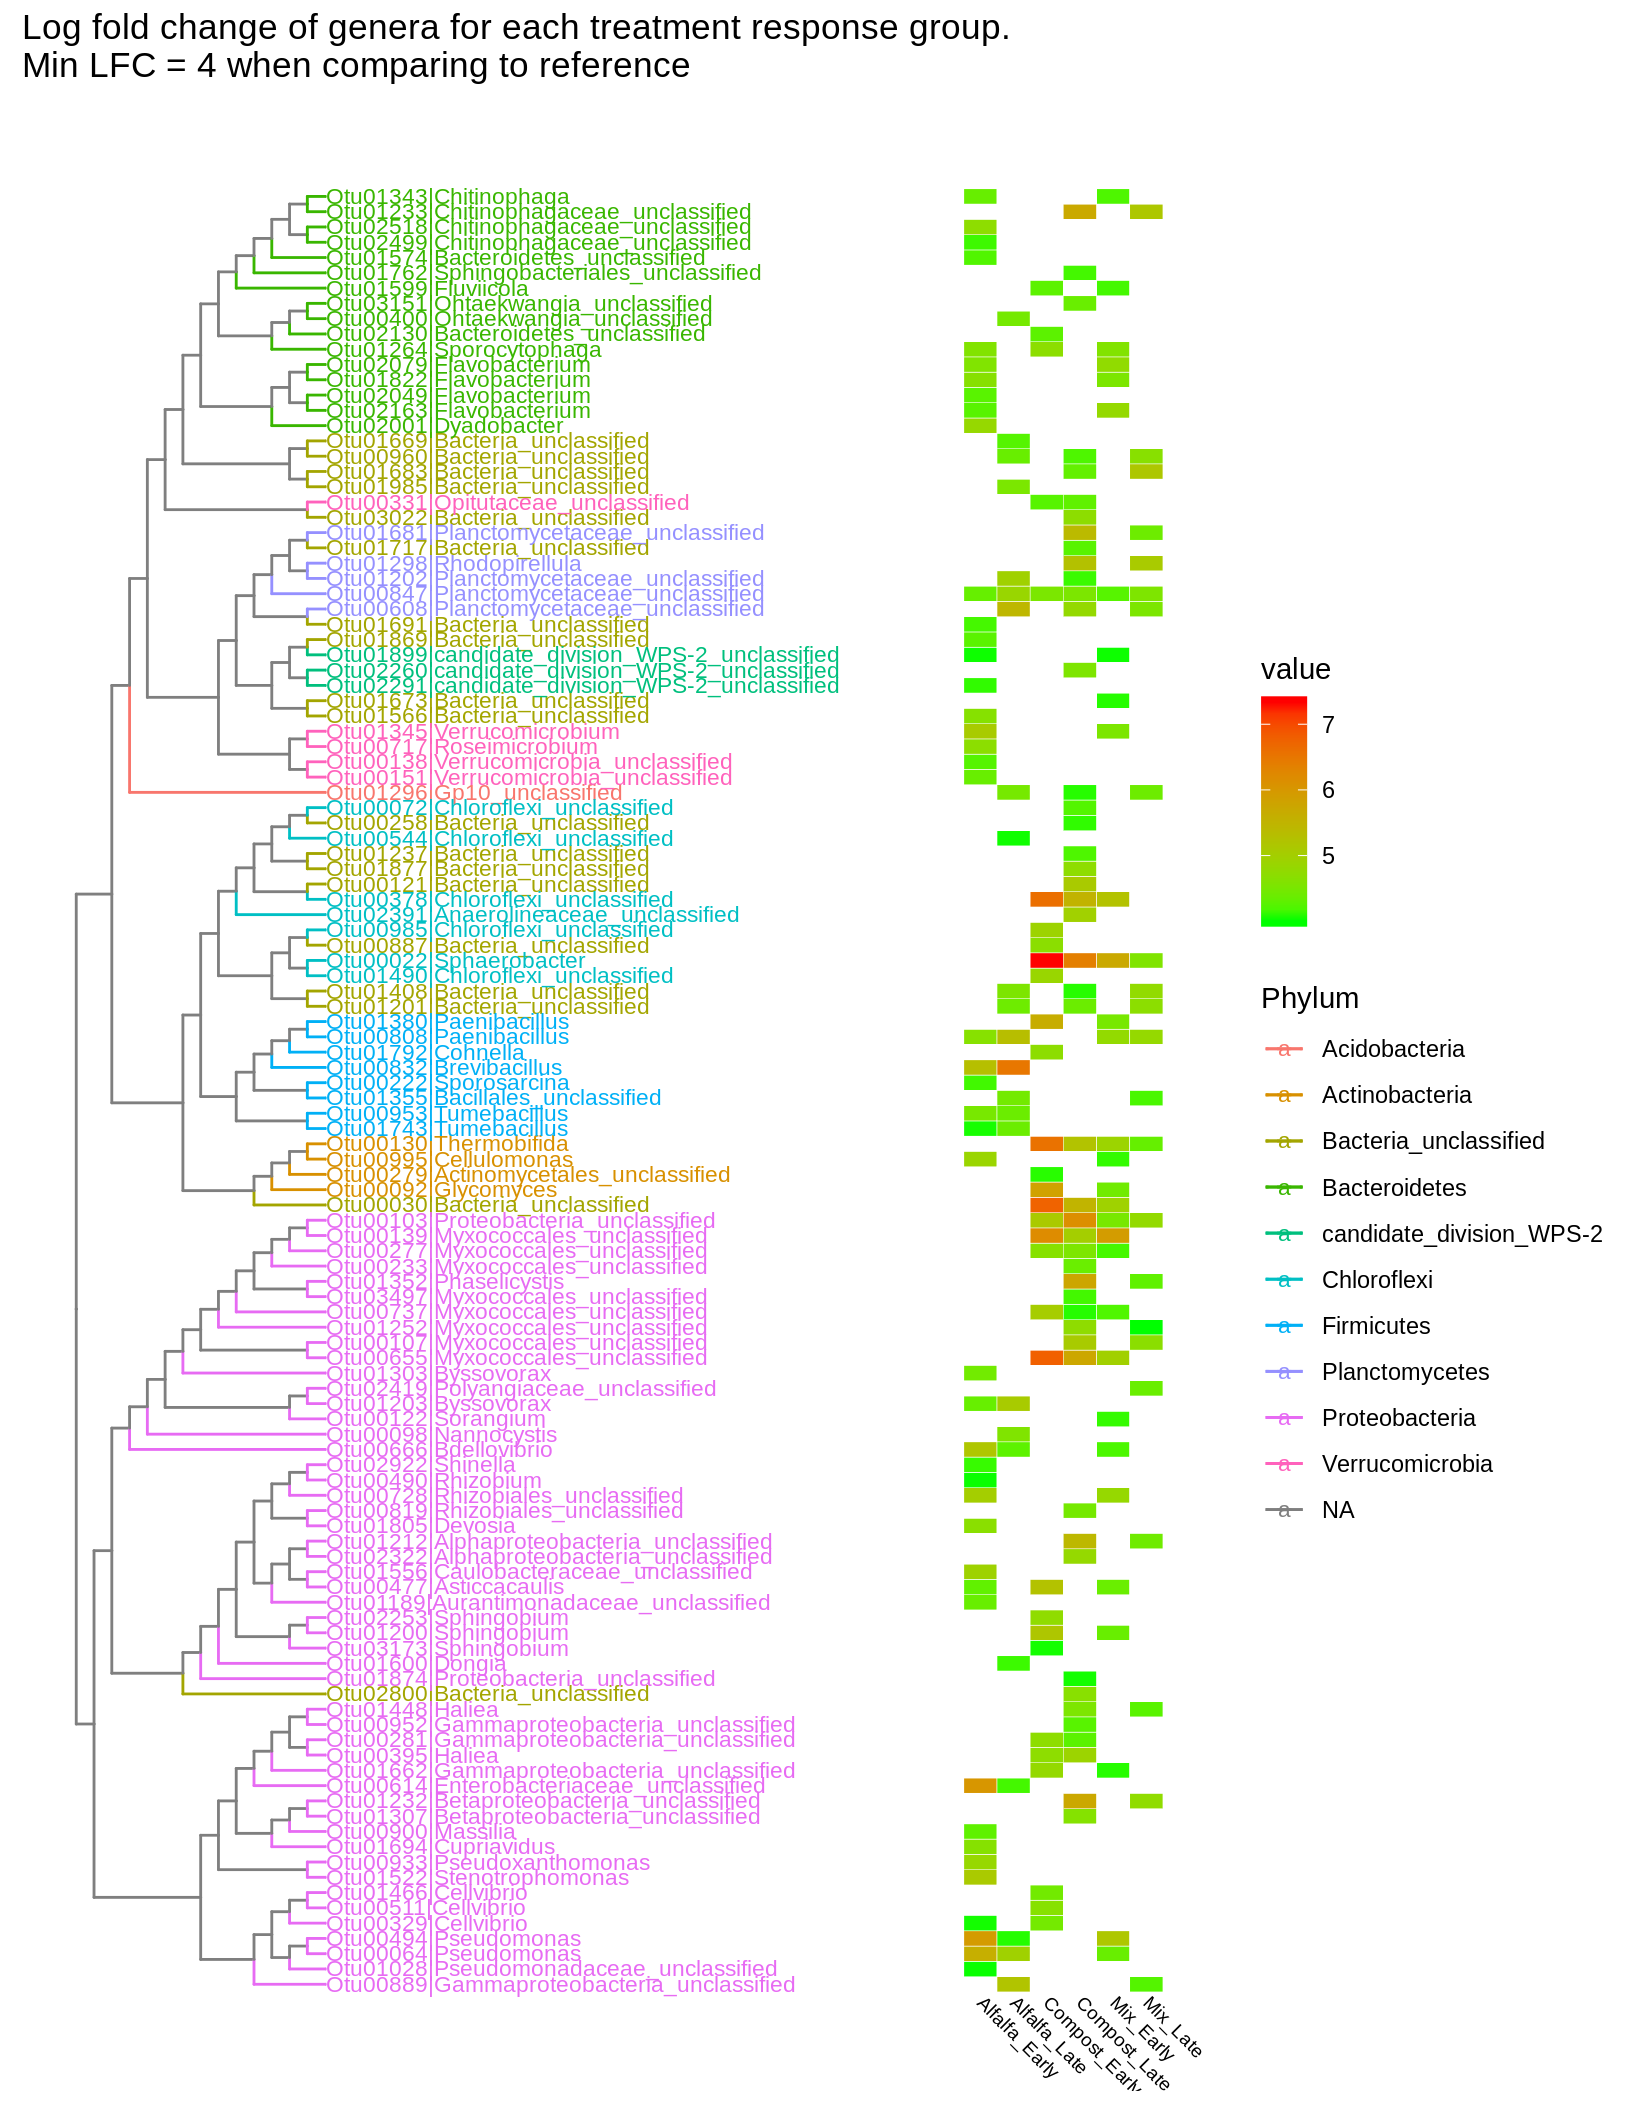 Log fold change of genera for each treatment response group.
Min LFC = 4 when comparing to reference
Otu01343|Chitinophaga
Otu01233|Chitinophagaceae_unclassified
Otu02518|Chitinophagaceae_unclassified
Otu02499|Chitinophagaceae_unclassified
Otu01574|Bacteroidetes_unclassified
Otu01762|Sphingobacteriales_unclassified
Otu01599|Fluviicola
Otu03151|Ohtaekwangia_unclassified
Otu00400|Ohtaekwangia_unclassified
Otu02130|Bacteroidetes_unclassified
Otu01264|Sporocytophaga
Otu02079|Flavobacterium
Otu01822|Flavobacterium
Otu02049|Flavobacterium
Otu02163|Flavobacterium
Otu02001|Dyadobacter
Otu01669|Bacteria_unclassified
Otu00960|Bacteria_unclassified
Otu01683|Bacteria_unclassified
Otu01985|Bacteria_unclassified
Otu00331|Opitutaceae_unclassified
Otu03022|Bacteria_unclassified
Otu01681|Planctomycetaceae_unclassified
Otu01717|Bacteria_unclassified
Otu01298|Rhodopirellula
Otu01202|Planctomycetaceae_unclassified
Otu00847|Planctomycetaceae_unclassified
Otu00608|Planctomycetaceae_unclassified
Otu01691|Bacteria_unclassified
Otu01869|Bacteria_unclassified
Otu01899|candidate_division_WPS-2_unclassified
Otu02260|candidate_division_WPS-2_unclassified
Otu02291|candidate_division_WPS-2_unclassified
Otu01673|Bacteria_unclassified
Otu01566|Bacteria_unclassified
Otu01345|Verrucomicrobium
Otu00717|Roseimicrobium
Otu00138|Verrucomicrobia_unclassified
Otu00151|Verrucomicrobia_unclassified
Otu01296|Gp10_unclassified
Otu00072|Chloroflexi_unclassified
Otu00258|Bacteria_unclassified
Otu00544|Chloroflexi_unclassified
Otu01237|Bacteria_unclassified
Otu01877|Bacteria_unclassified
Otu00121|Bacteria_unclassified
Otu00378|Chloroflexi_unclassified
Otu02391|Anaerolineaceae_unclassified
Otu00985|Chloroflexi_unclassified
Otu00887|Bacteria_unclassified
Otu00022|Sphaerobacter
Otu01490|Chloroflexi_unclassified
Otu01408|Bacteria_unclassified
Otu01201|Bacteria_unclassified
Otu01380|Paenibacillus
Otu00808|Paenibacillus
Otu01792|Cohnella
Otu00832|Brevibacillus
Otu00222|Sporosarcina
Otu01355|Bacillales_unclassified
Otu00953|Tumebacillus
Otu01743|Tumebacillus
Otu00130|Thermobifida
Otu00995|Cellulomonas
Otu00279|Actinomycetales_unclassified
Otu00092|Glycomyces
Otu00030|Bacteria_unclassified
Otu00103|Proteobacteria_unclassified
Otu00139|Myxococcales_unclassified
Otu00277|Myxococcales_unclassified
Otu00233|Myxococcales_unclassified
Otu01352|Phaselicystis
Otu03497|Myxococcales_unclassified
Otu00737|Myxococcales_unclassified
Otu01252|Myxococcales_unclassified
Otu00107|Myxococcales_unclassified
Otu00655|Myxococcales_unclassified
Otu01303|Byssovorax
Otu02419|Polyangiaceae_unclassified
Otu01203|Byssovorax
Otu00122|Sorangium
Otu00098|Nannocystis
Otu00666|Bdellovibrio
Otu02922|Shinella
Otu00490|Rhizobium
Otu00728|Rhizobiales_unclassified
Otu00819|Rhizobiales_unclassified
Otu01805|Devosia
Otu01212|Alphaproteobacteria_unclassified
Otu02322|Alphaproteobacteria_unclassified
Otu01556|Caulobacteraceae_unclassified
Otu00477|Asticcacaulis
Otu01189|Aurantimonadaceae_unclassified
Otu02253|Sphingobium
Otu01200|Sphingobium
Otu03173|Sphingobium
Otu01600|Dongia
Otu01874|Proteobacteria_unclassified
Otu02800|Bacteria_unclassified
Otu01448|Haliea
Otu00952|Gammaproteobacteria_unclassified
Otu00281|Gammaproteobacteria_unclassified
Otu00395|Haliea
Otu01662|Gammaproteobacteria_unclassified
Otu00614|Enterobacteriaceae_unclassified
Otu01232|Betaproteobacteria_unclassified
Otu01307|Betaproteobacteria_unclassified
Otu00900|Massilia
Otu01694|Cupriavidus
Otu00933|Pseudoxanthomonas
Otu01522|Stenotrophomonas
Otu01466|Cellvibrio
Otu00511|Cellvibrio
Otu00329|Cellvibrio
Otu00494|Pseudomonas
Otu00064|Pseudomonas
Otu01028|Pseudomonadaceae_unclassified
Otu00889|Gammaproteobacteria_unclassified
Alfalfa_Early
Alfalfa_Late
Compost_Early
Compost_Late
Mix_Early
Mix_Late
value
7
6
5
Phylum
a Acidobacteria
a Actinobacteria
a Bacteria_unclassified
a Bacteroidetes
a candidate_division_WPS-2
a Chloroflexi
a Firmicutes
a Planctomycetes
a Proteobacteria
a Verrucomicrobia
a NA